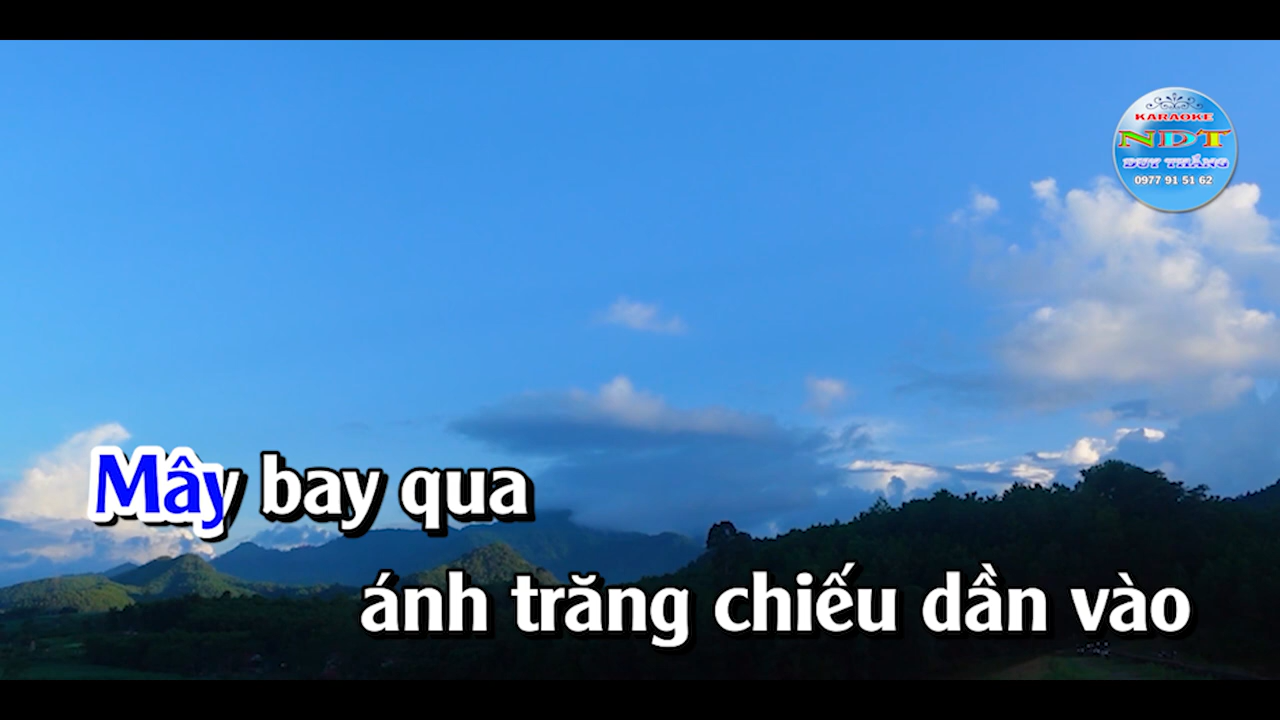 KARAOKE
NDT
DUY THẮNG
0977 91 51 62
Mây bay qua
ánh trăng chiếu dần vào